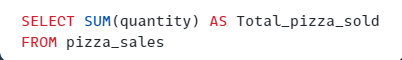 SELECT SUM(quantity) AS Total_pizza_sold
FROM pizza_sales